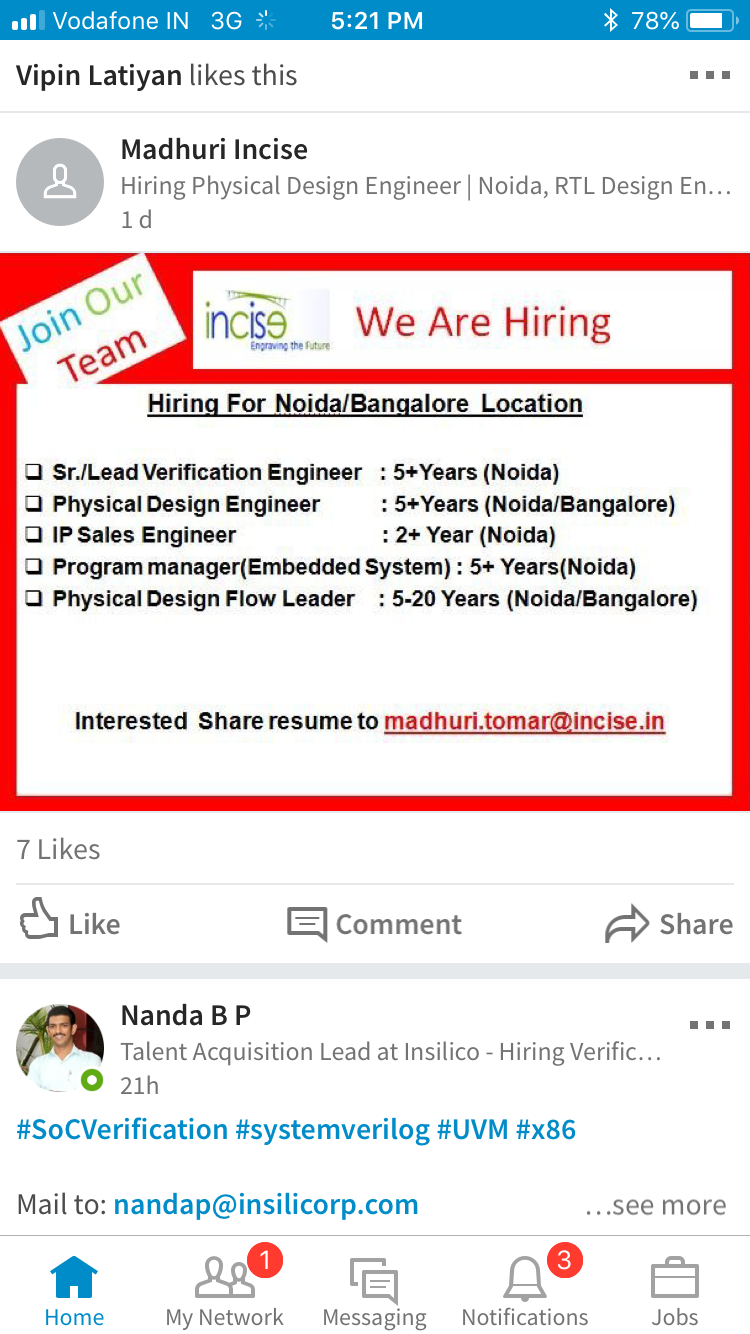 Vodafone IN 3G 5:21 PM 78%
Vipin Latiyan likes this
Madhuri Incise
Hiring Physical Design Engineer | Noida, RTL Design En...
1 d
Join Our
Team
incise
Engraving the Future
We Are Hiring
Hiring For Noida/Bangalore Location
Sr./Lead Verification Engineer : 5+Years (Noida)
Physical Design Engineer : 5+Years (Noida/Bangalore)
IP Sales Engineer : 2+ Year (Noida)
Program manager(Embedded System) : 5+ Years(Noida)
Physical Design Flow Leader : 5-20 Years (Noida/Bangalore)
Interested Share resume to madhuri.tomar@incise.in
7 Likes
Like Comment Share
Nanda B P
Talent Acquisition Lead at Insilico - Hiring Verific...
21h
#SoCVerification #systemverilog #UVM #x86
Mail to: nandap@insilicorp.com ...see more
1 3
Home My Network Messaging Notifications Jobs